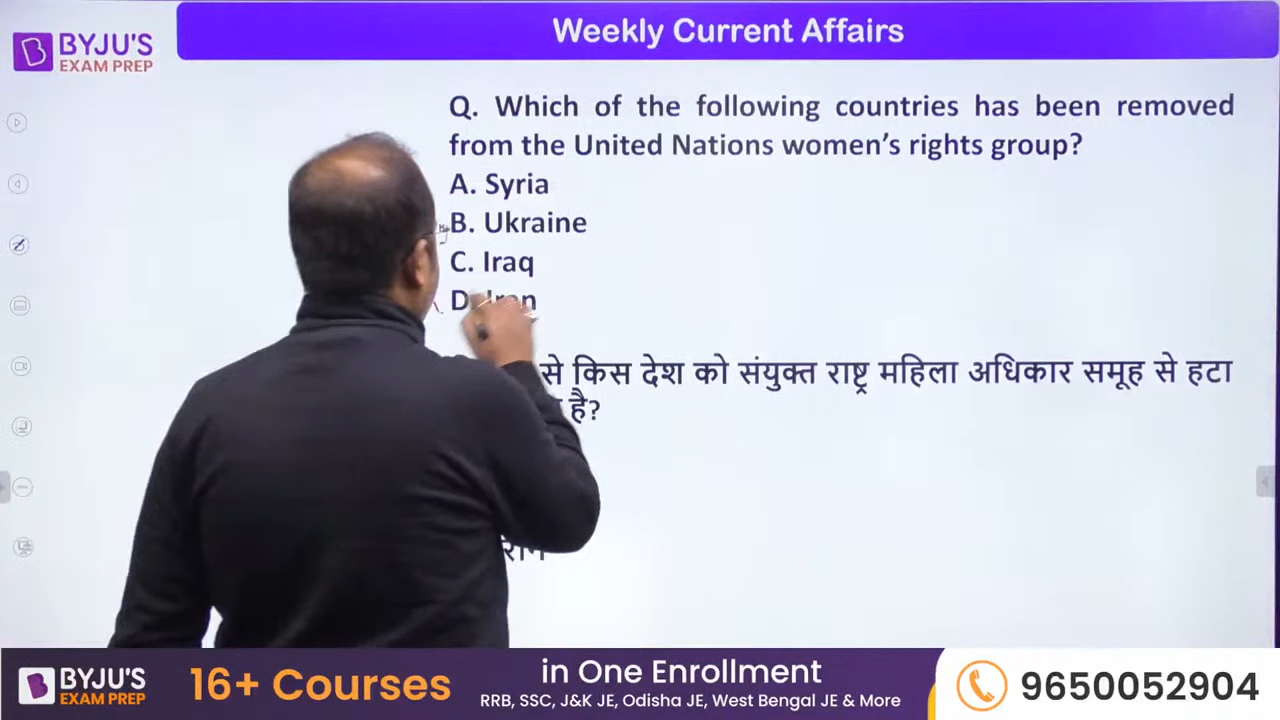 BYJU'S
EXAM PREP
Weekly Current Affairs
Q. Which of the following countries has been removed
from the United Nations women's rights group?
A. Syria
B. Ukraine
C. Iraq
D. Iran
से किस देश को संयुक्त राष्ट्र महिला अधिकार समूह से हटा
है?
BYJU'S
EXAM PREP
16+ Courses
in One Enrollment
RRB, SSC, J&K JE, Odisha JE, West Bengal JE & More
9650052904